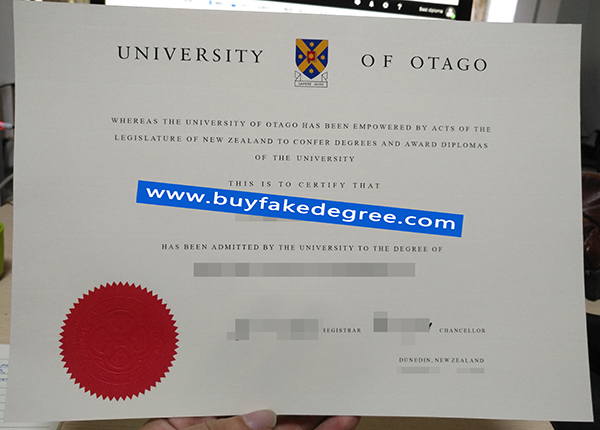 UNIVERSITY OF OTAGO
SAPERE AUDE
WHEREAS THE UNIVERSITY OF OTAGO HAS BEEN EMPOWERED BY ACTS OF THE
LEGISLATURE OF NEW ZEALAND TO CONFER DEGREES AND AWARD DIPLOMAS
OF THE UNIVERSITY
THIS IS TO CERTIFY THAT
www.buyfakedegree.com
HAS BEEN ADMITTED BY THE UNIVERSITY TO THE DEGREE OF
REGISTRAR CHANCELLOR
DUNEDIN, NEW ZEALAND